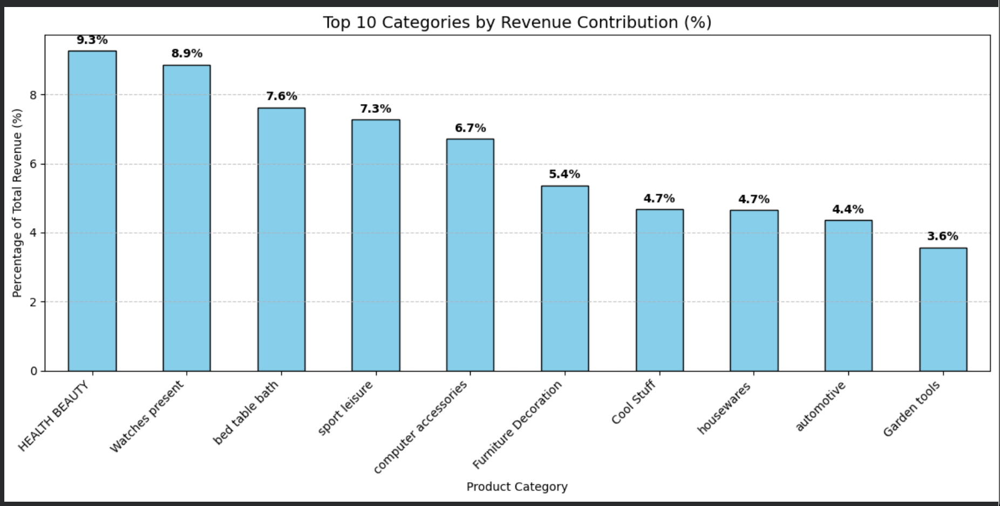 Top 10 Categories by Revenue Contribution (%)
9.3%
8.9%
7.6%
7.3%
6.7%
5.4%
4.7%
4.7%
4.4%
3.6%
Percentage of Total Revenue (%)
8
6
4
2
0
HEALTH BEAUTY
Watches present
bed table bath
sport leisure
computer accessories
Furniture Decoration
Cool Stuff
housewares
automotive
Garden tools
Product Category